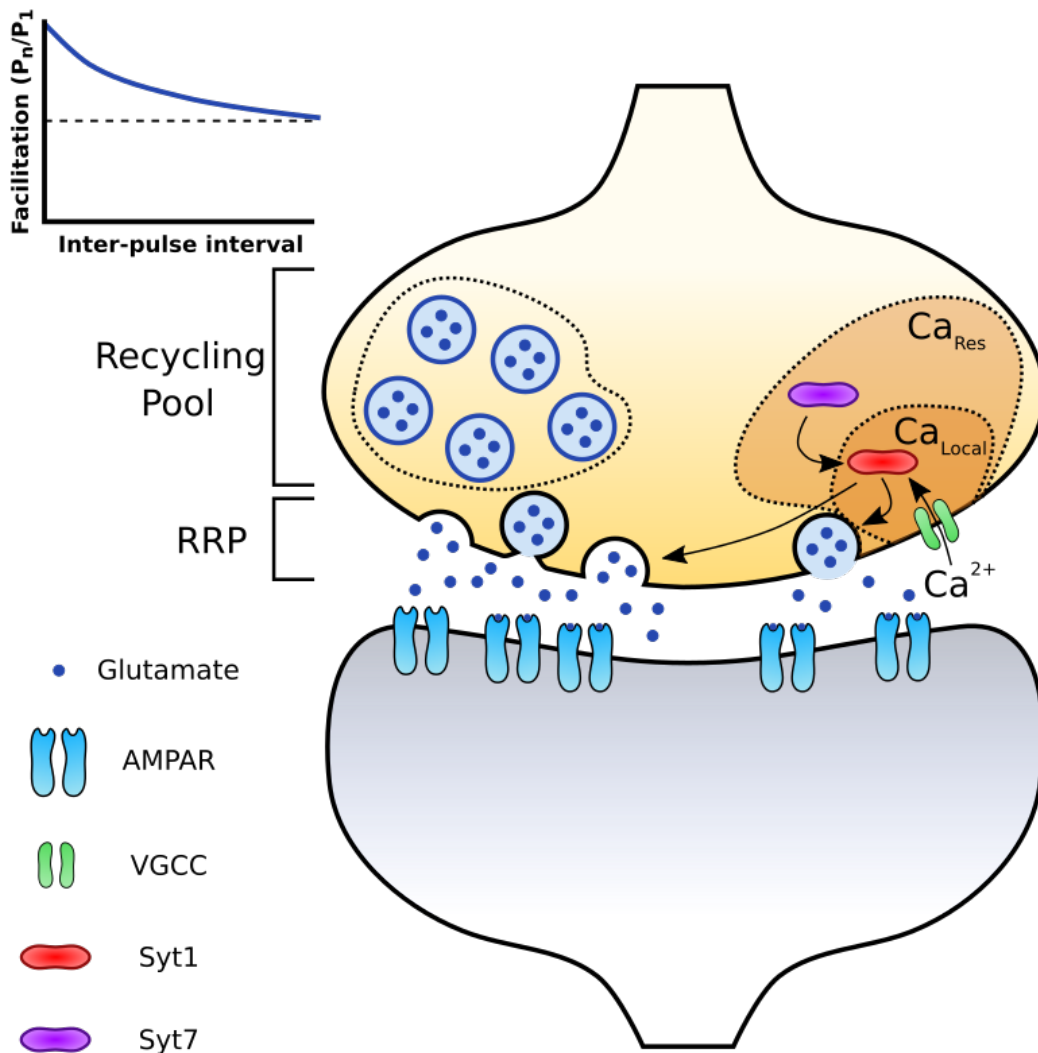 Facilitation (Pn/P1
Inter-pulse interval
Recycling
Pool
RRP
CaRes
CaLocal
Ca2+
Glutamate
AMPAR
VGCC
Syt1
Syt7